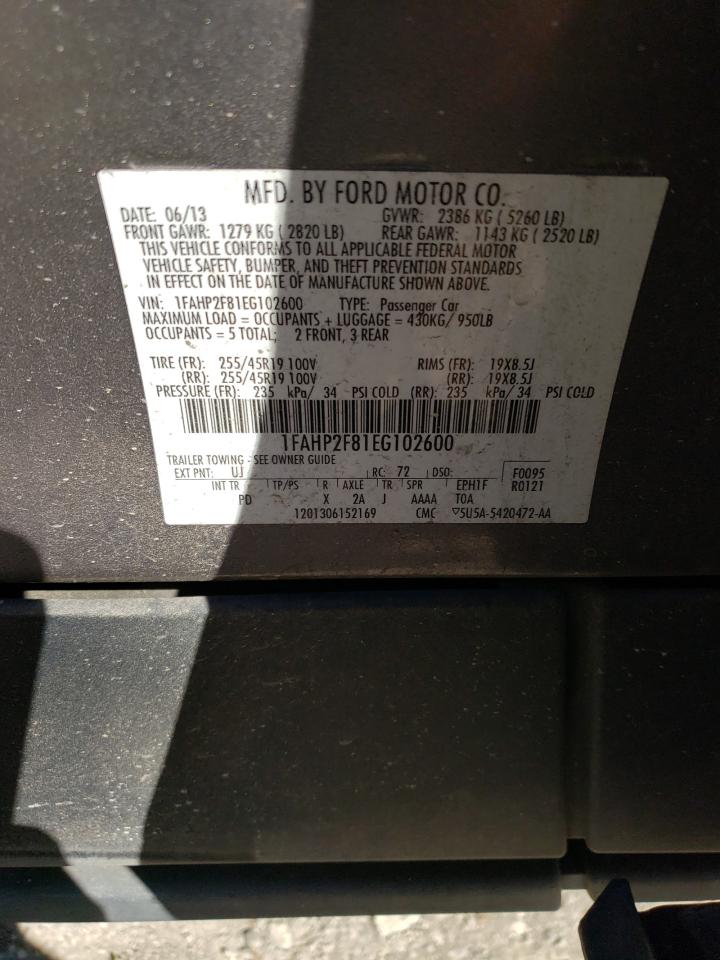 MFD. BY FORD MOTOR CO.
DATE: 06/13 GVWR: 2386 KG ( 5260 LB)
FRONT GAWR: 1279 KG ( 2820 LB) REAR GAWR: 1143 KG ( 2520 LB)
THIS VEHICLE CONFORMS TO ALL APPLICABLE FEDERAL MOTOR
VEHICLE SAFETY, BUMPER, AND THEFT PREVENTION STANDARDS
IN EFFECT ON THE DATE OF MANUFACTURE SHOWN ABOVE.
VIN: 1FAHP2F81EG102600 TYPE: Passenger Car
MAXIMUM LOAD = OCCUPANTS + LUGGAGE = 430KG/ 950LB
OCCUPANTS = 5 TOTAL; 2 FRONT, 3 REAR
TIRE (FR): 255/45R19 100V RIMS (FR): 19X8.5J
(RR): 255/45R19 100V (RR): 19X8.5J
PRESSURE (FR): 235 kPa/ 34 PSI COLD (RR): 235 kPa/ 34 PSI COLD
1FAHP2F81EG102600
TRAILER TOWING - SEE OWNER GUIDE
EXT PNT: UJ RC: 72 DSO: F0095
INT TR TP/PS R AXLE TR SPR EPH1F R0121
PD X 2A J AAAA TOA
1201306152169 CMC ▽5U5A-5420472-AA